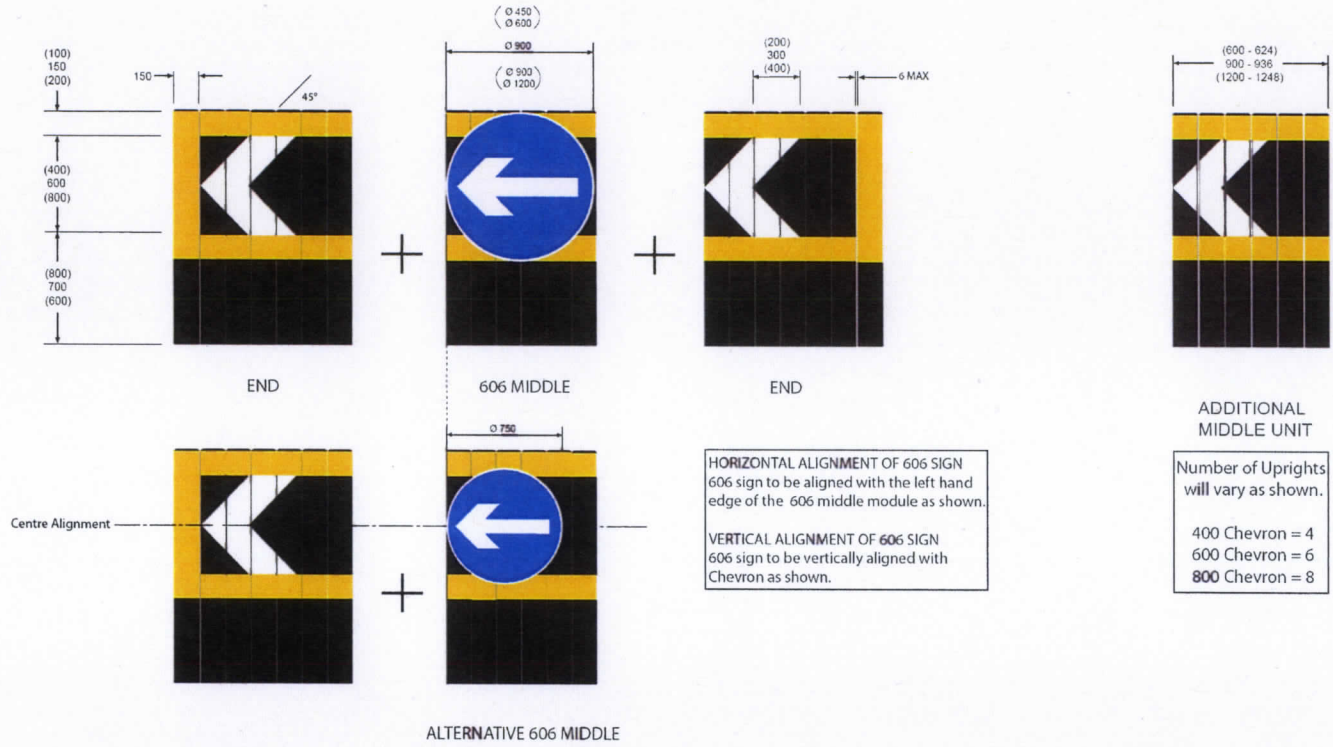 (Ø 450
Ø 600)
Ø 900
(Ø 900
Ø 1200)
(100)
150
(200)
150
45°
(200)
300
(400)
6 MAX
(600 - 624)
900 - 936
(1200 - 1248)
(400)
600
(800)
(800)
700
(600)
END
606 MIDDLE
END
ADDITIONAL
MIDDLE UNIT
Ø 750
Centre Alignment
HORIZONTAL ALIGNMENT OF 606 SIGN
606 sign to be aligned with the left hand
edge of the 606 middle module as shown.
VERTICAL ALIGNMENT OF 606 SIGN
606 sign to be vertically aligned with
Chevron as shown.
Number of Uprights
will vary as shown.
400 Chevron = 4
600 Chevron = 6
800 Chevron = 8
ALTERNATIVE 606 MIDDLE